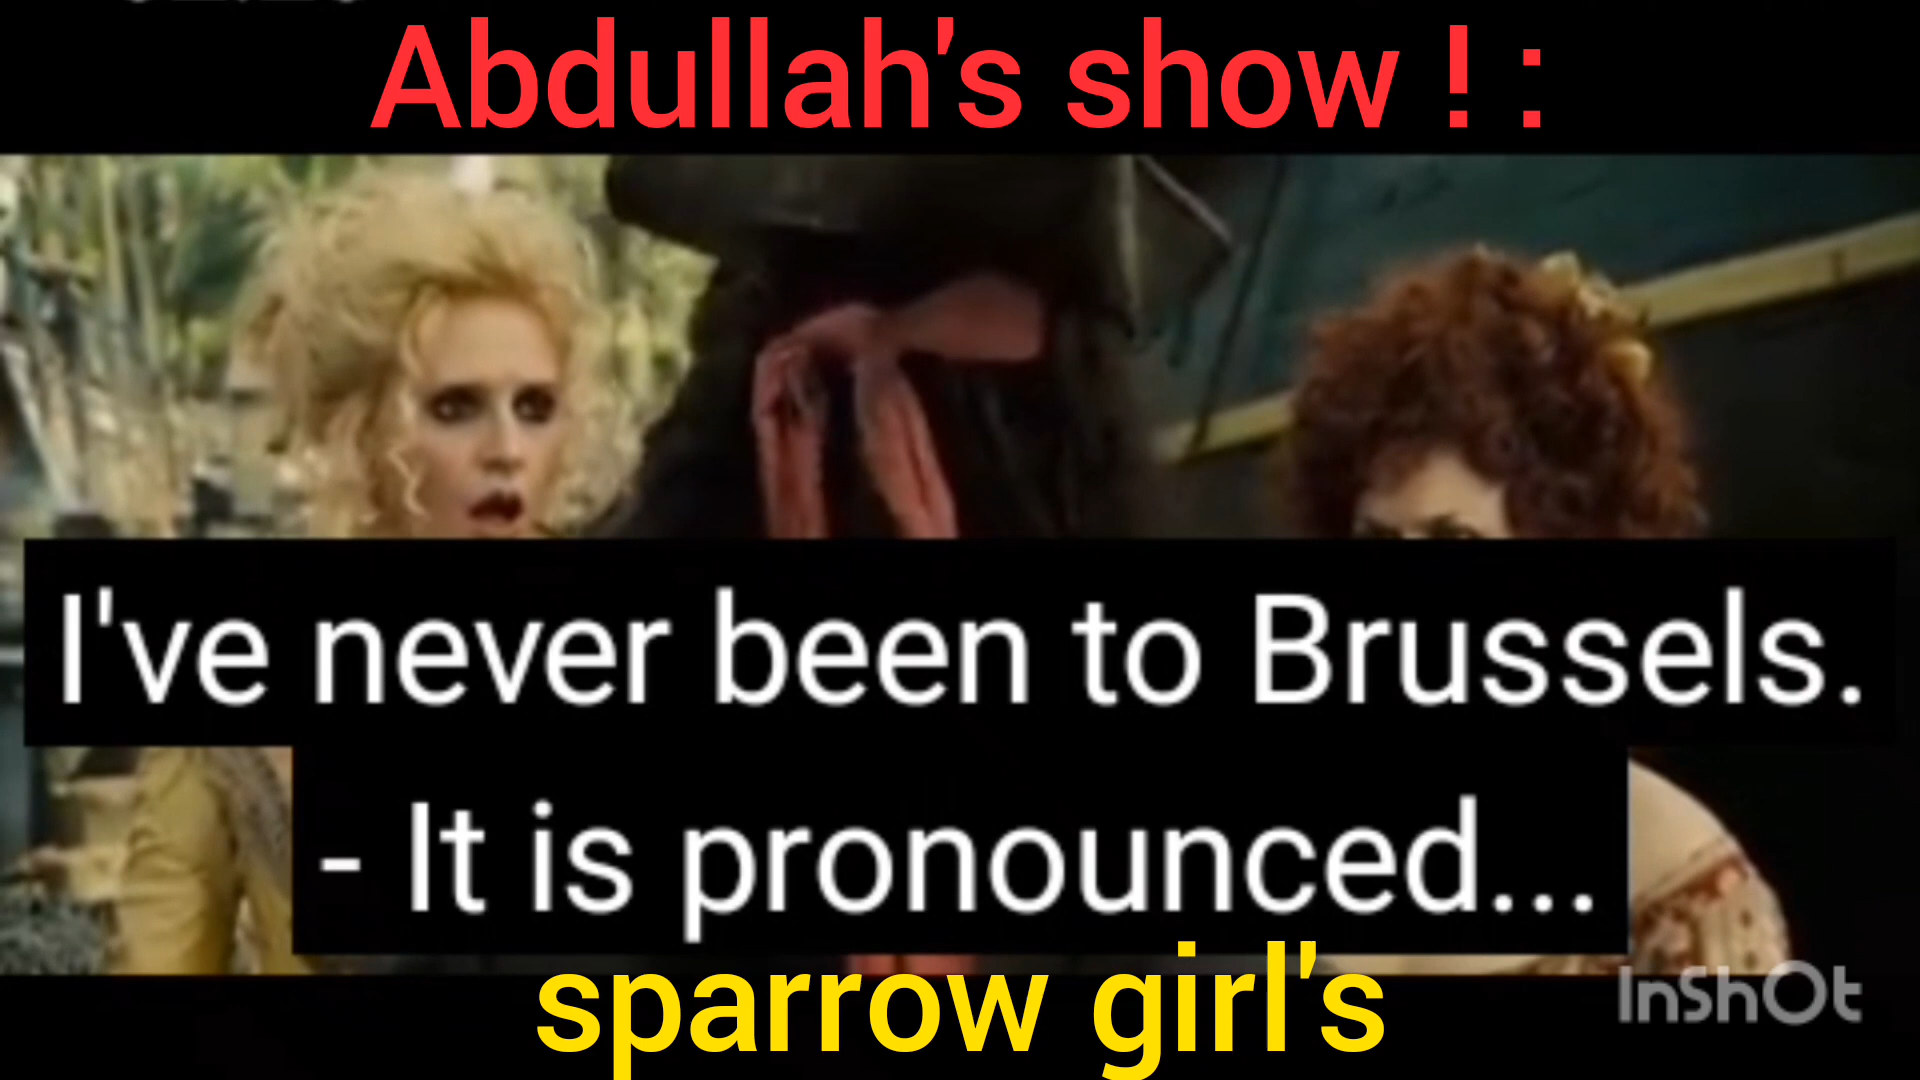 Abdullah's show ! :
I've never been to Brussels.
- It is pronounced...
sparrow girl's
InShOt